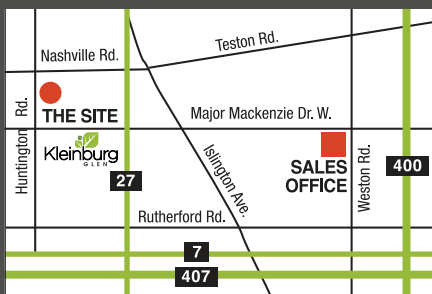 Teston Rd.
Nashville Rd.
Huntington Rd.
THE SITE
Major Mackenzie Dr. W.
Kleinburg
GLEN
Islington Ave.
SALES
OFFICE
Weston Rd.
400
27
Rutherford Rd.
7
407